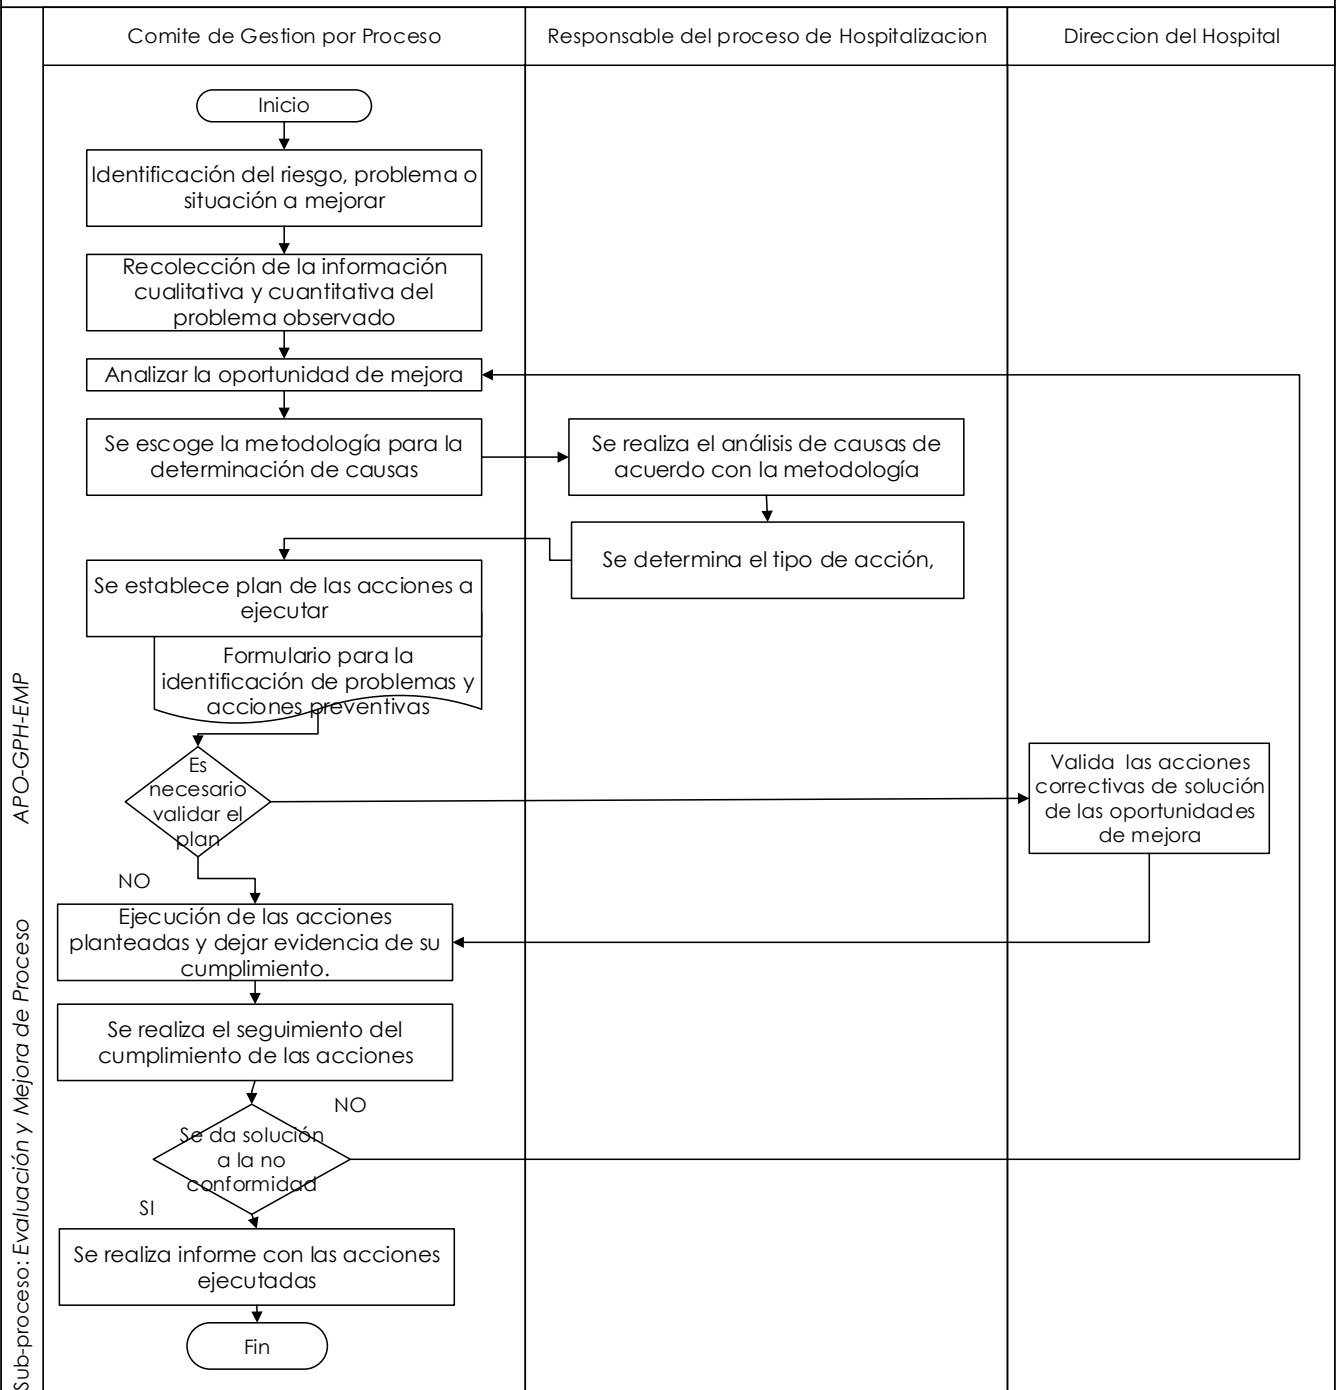 Comite de Gestion por Proceso
Responsable del proceso de Hospitalizacion
Direccion del Hospital
Inicio
Identificación del riesgo, problema o
situación a mejorar
Recolección de la información
cualitativa y cuantitativa del
problema observado
Analizar la oportunidad de mejora
Se escoge la metodología para la
determinación de causas
Se realiza el análisis de causas de
acuerdo con la metodología
Se determina el tipo de acción,
Se establece plan de las acciones a
ejecutar
Formulario para la
identificación de problemas y
acciones preventivas
Es
necesario
validar el
plan
Valida las acciones
correctivas de solución
de las oportunidades
de mejora
NO
Ejecución de las acciones
planteadas y dejar evidencia de su
cumplimiento.
Se realiza el seguimiento del
cumplimiento de las acciones
NO
Se da solución
a la no
conformidad
SI
Se realiza informe con las acciones
ejecutadas
Fin
Sub-proceso: Evaluación y Mejora de Proceso APO-GPH-EMP